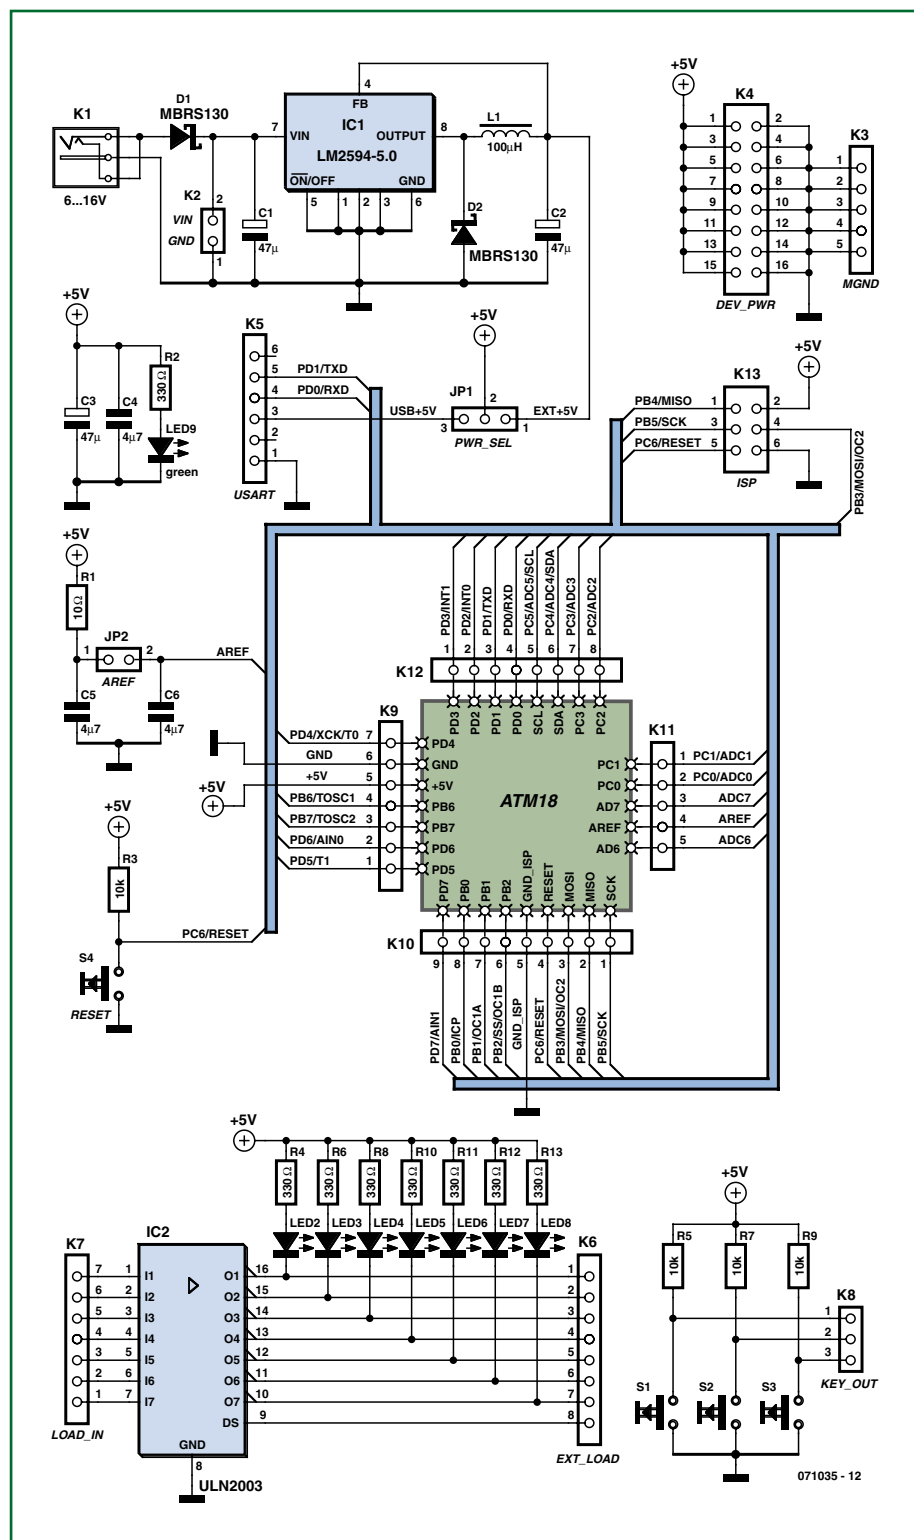 K1
6...16V
D1
MBRS130
7
VIN
4
FB
IC1
OUTPUT
LM2594-5.0
ON/OFF
GND
5
1
2
3
6
8
L1
100µH
K2
2
VIN
GND
1
C1
47µ
D2
MBRS130
C2
47µ
+5V
K4
1 2
3 4
5 6
7 8
9 10
11 12
13 14
15 16
DEV_PWR
K3
1
2
3
4
5
MGND
+5V
C3
47µ
C4
4µ7
R2
330Ω
LED9
green
K5
6
5
4
3
2
1
USART
PD1/TXD
PD0/RXD
USB+5V
+5V
JP1
2
3
1
PWR_SEL
EXT+5V
+5V
K13
PB4/MISO 1 2
PB5/SCK 3 4
PC6/RESET 5 6
ISP
PB3/MOSI/OC2
+5V
R1
10Ω
JP2
1
2
AREF
AREF
C5
4µ7
C6
4µ7
+5V
R3
10k
PC6/RESET
S4
RESET
PD3/INT1
PD2/INT0
PD1/TXD
PD0/RXD
PC5/ADC5/SCL
PC4/ADC4/SDA
PC3/ADC3
PC2/ADC2
1 2 3 4 5 6 7 8
K12
PD3
PD2
PD1
PD0
SCL
SDA
PC3
PC2
K9
PD4/XCK/T0 7 PD4
GND 6 GND
+5V 5 +5V
+5V
PB6/TOSC1 4 PB6
PB7/TOSC2 3 PB7
PD6/AIN0 2 PD6
PD5/T1 1 PD5
ATM18
K11
PC1 1 PC1/ADC1
PC0 2 PC0/ADC0
AD7 3 ADC7
AREF 4 AREF
AD6 5 ADC6
PD7
PB0
PB1
PB2
GND_ISP
RESET
MOSI
MISO
SCK
K10
9 8 7 6 5 4 3 2 1
PD7/AIN1
PB0/ICP
PB1/OC1A
PB2/SS/OC1B
GND_ISP
PC6/RESET
PB3/MOSI/OC2
PB4/MISO
PB5/SCK
+5V
R4
R6
R8
R10
R11
R12
R13
330Ω
330Ω
330Ω
330Ω
330Ω
330Ω
330Ω
LED2
LED3
LED4
LED5
LED6
LED7
LED8
K7
IC2
K6
7 1 I1 O1 16 1
6 2 I2 O2 15 2
5 3 I3 O3 14 3
4 4 I4 O4 13 4
3 5 I5 O5 12 5
2 6 I6 O6 11 6
1 7 I7 O7 10 7
DS 9 8
LOAD_IN
GND
8
ULN2003
EXT_LOAD
+5V
R5
10k
R7
10k
R9
10k
K8
1
2
3
KEY_OUT
S1
S2
S3
071035 - 12